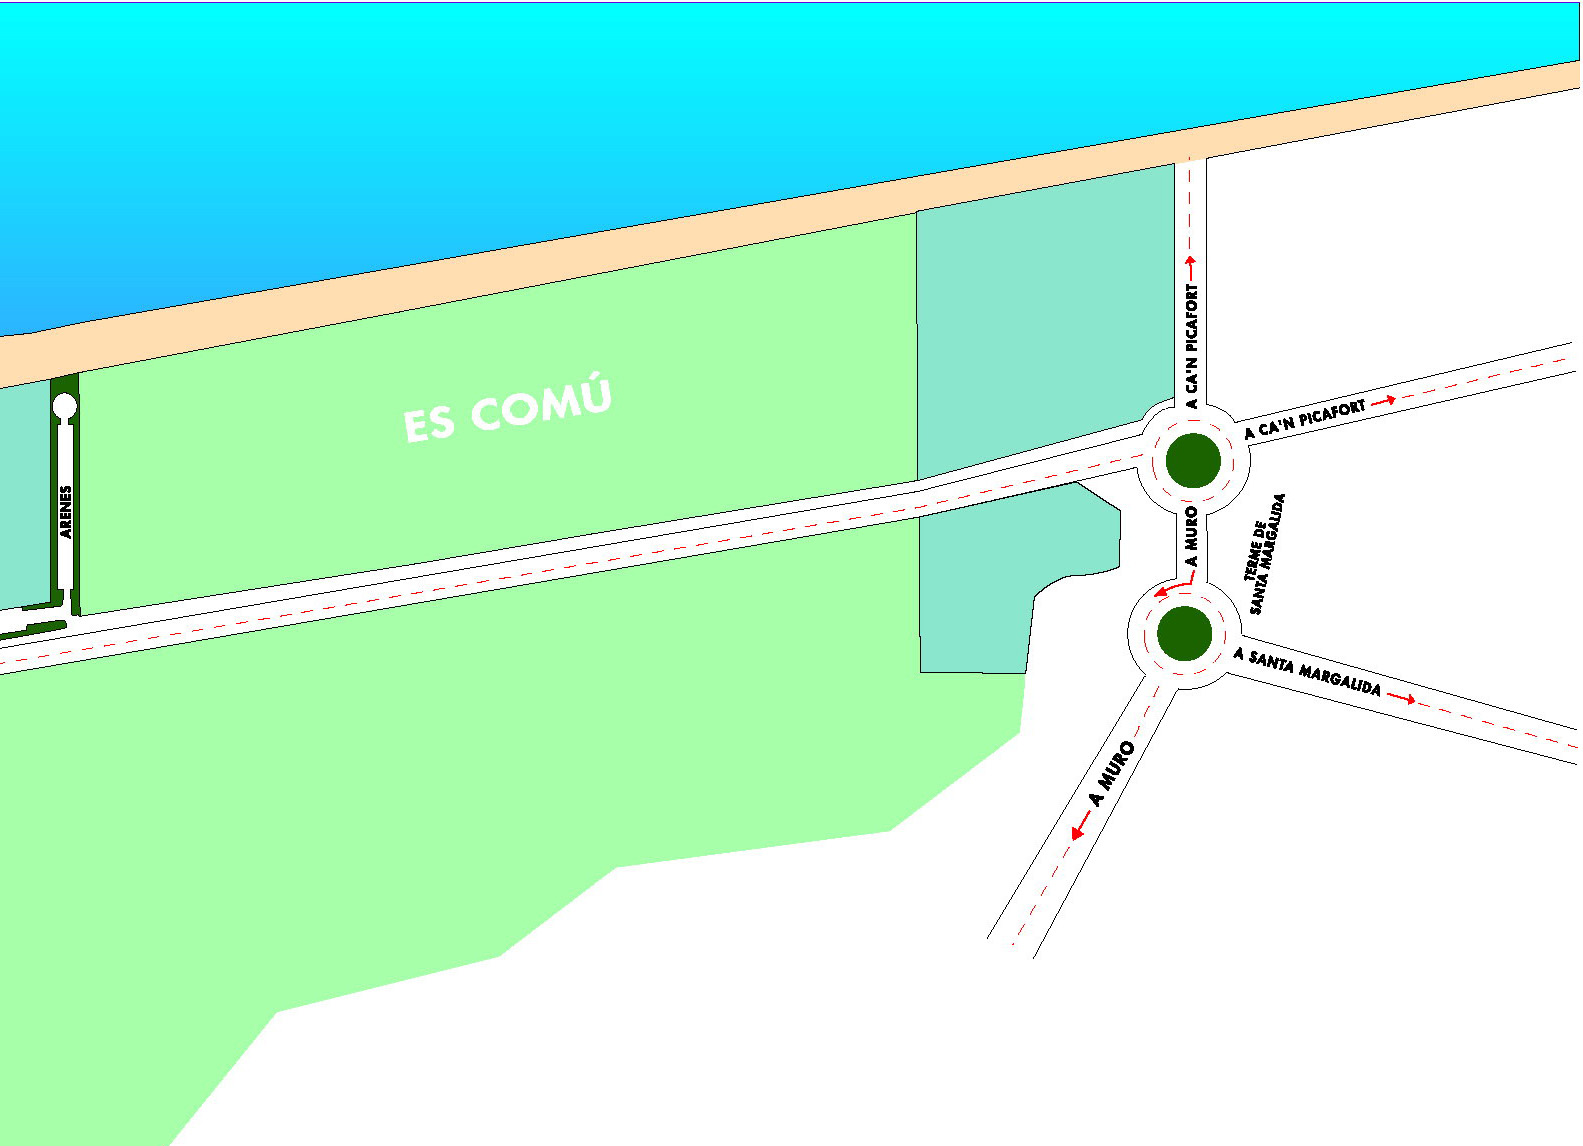 ES COMÚ
ARENES
A CA'N PICAFORT
A CA'N PICAFORT
A MURO
TERME DE
SANTA MARGALIDA
A SANTA MARGALIDA
A MURO